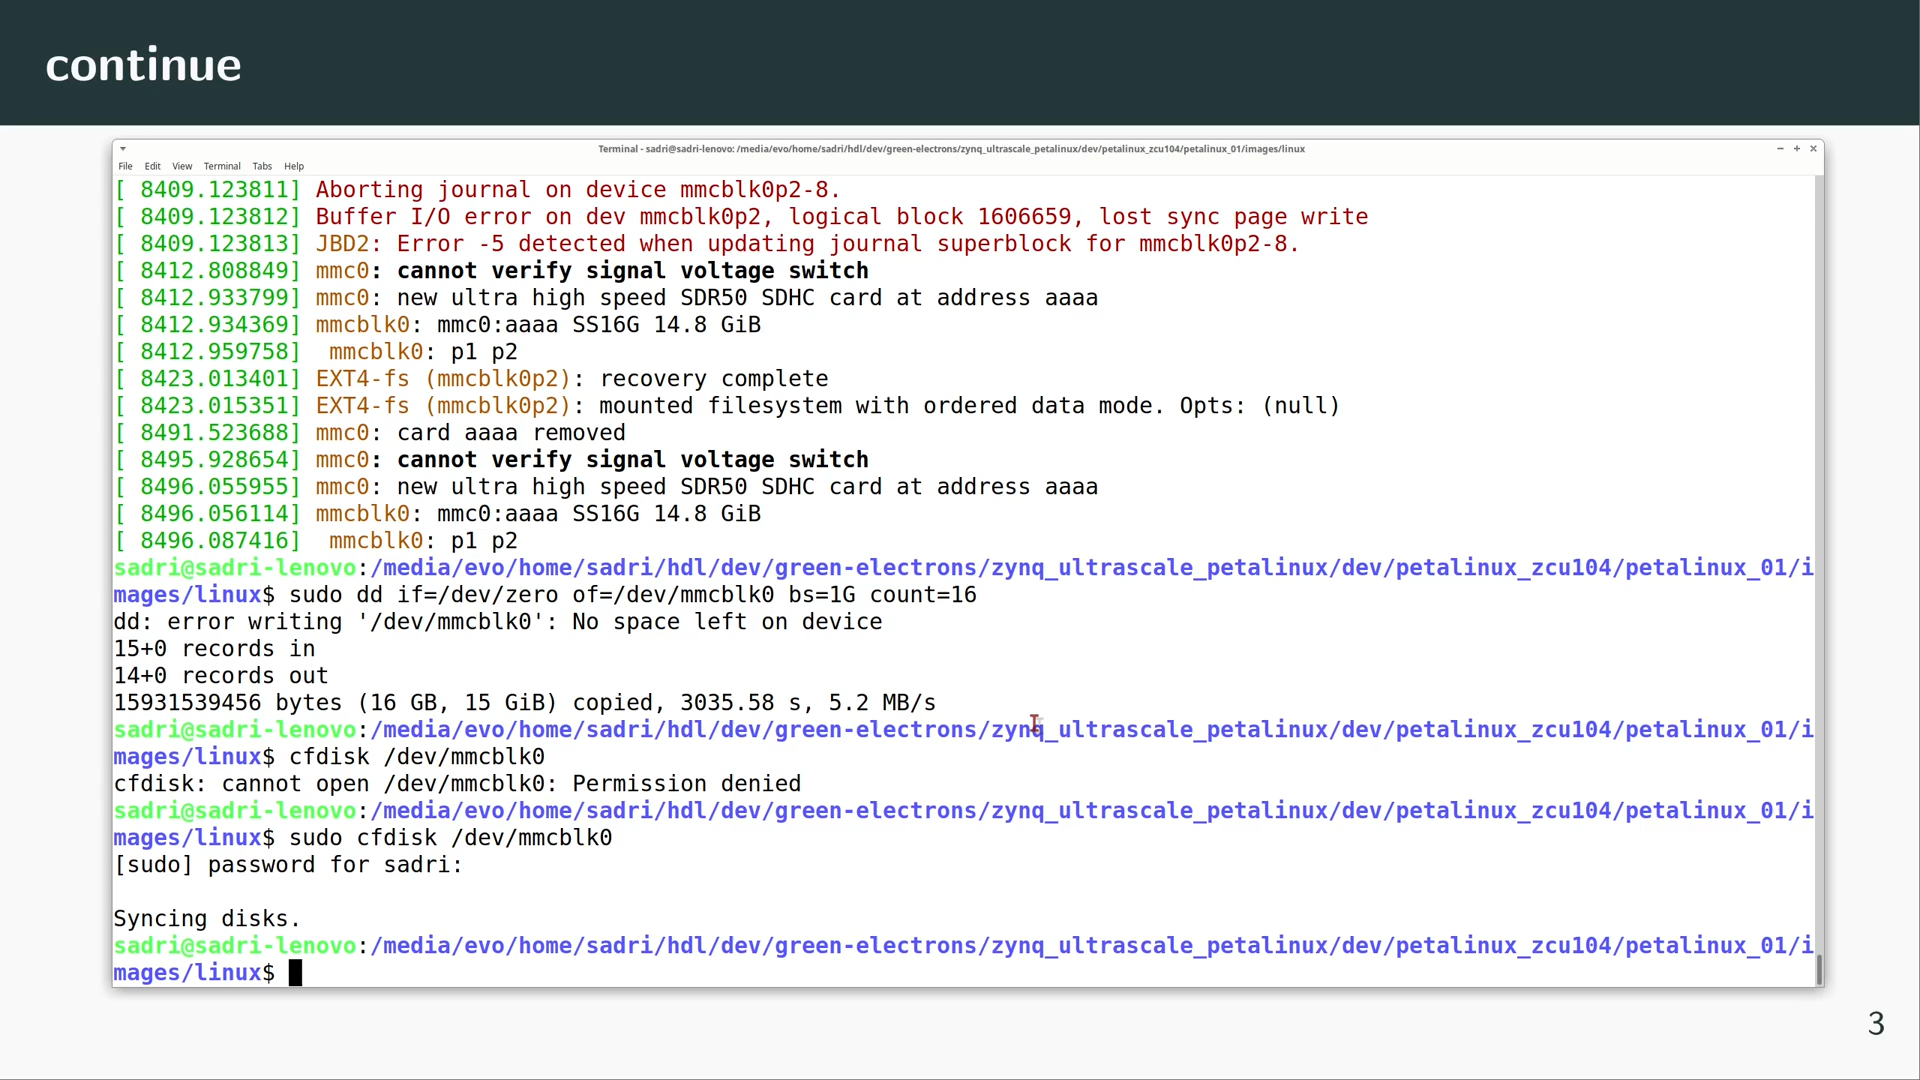 continue
Terminal - sadri@sadri-lenovo: /media/evo/home/sadri/hdl/dev/green-electrons/zynq_ultrascale_petalinux/dev/petalinux_zcu104/petalinux_01/images/linux
File Edit View Terminal Tabs Help
[ 8409.123811] Aborting journal on device mmcblk0p2-8.
[ 8409.123812] Buffer I/O error on dev mmcblk0p2, logical block 1606659, lost sync page write
[ 8409.123813] JBD2: Error -5 detected when updating journal superblock for mmcblk0p2-8.
[ 8412.808849] mmc0: cannot verify signal voltage switch
[ 8412.933799] mmc0: new ultra high speed SDR50 SDHC card at address aaaa
[ 8412.934369] mmcblk0: mmc0:aaaa SS16G 14.8 GiB
[ 8412.959758]  mmcblk0: p1 p2
[ 8423.013401] EXT4-fs (mmcblk0p2): recovery complete
[ 8423.015351] EXT4-fs (mmcblk0p2): mounted filesystem with ordered data mode. Opts: (null)
[ 8491.523688] mmc0: card aaaa removed
[ 8495.928654] mmc0: cannot verify signal voltage switch
[ 8496.055955] mmc0: new ultra high speed SDR50 SDHC card at address aaaa
[ 8496.056114] mmcblk0: mmc0:aaaa SS16G 14.8 GiB
[ 8496.087416]  mmcblk0: p1 p2
sadri@sadri-lenovo:/media/evo/home/sadri/hdl/dev/green-electrons/zynq_ultrascale_petalinux/dev/petalinux_zcu104/petalinux_01/i
mages/linux$ sudo dd if=/dev/zero of=/dev/mmcblk0 bs=1G count=16
dd: error writing '/dev/mmcblk0': No space left on device
15+0 records in
14+0 records out
15931539456 bytes (16 GB, 15 GiB) copied, 3035.58 s, 5.2 MB/s
sadri@sadri-lenovo:/media/evo/home/sadri/hdl/dev/green-electrons/zynq_ultrascale_petalinux/dev/petalinux_zcu104/petalinux_01/i
mages/linux$ cfdisk /dev/mmcblk0
cfdisk: cannot open /dev/mmcblk0: Permission denied
sadri@sadri-lenovo:/media/evo/home/sadri/hdl/dev/green-electrons/zynq_ultrascale_petalinux/dev/petalinux_zcu104/petalinux_01/i
mages/linux$ sudo cfdisk /dev/mmcblk0
[sudo] password for sadri:
Syncing disks.
sadri@sadri-lenovo:/media/evo/home/sadri/hdl/dev/green-electrons/zynq_ultrascale_petalinux/dev/petalinux_zcu104/petalinux_01/i
mages/linux$
3